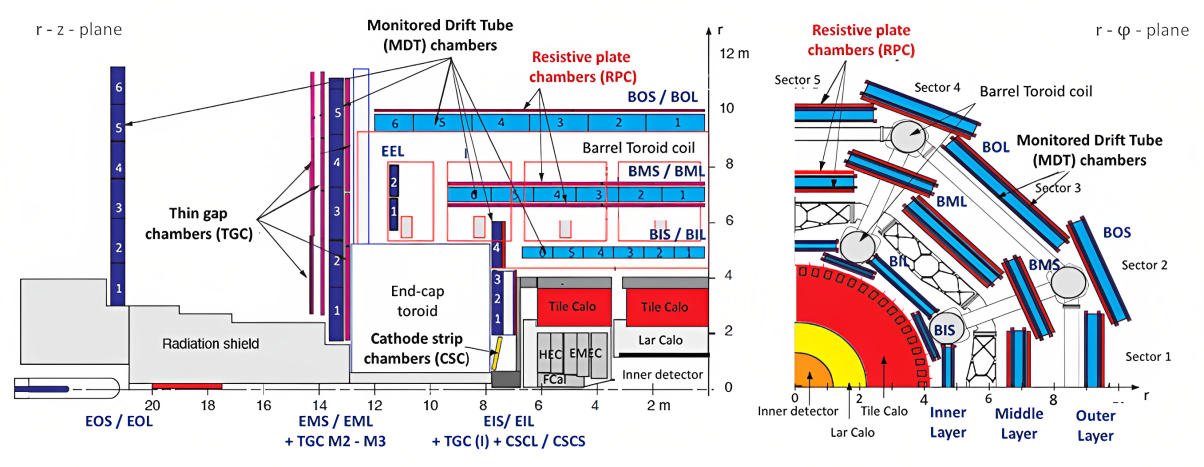 r - z - plane
Monitored Drift Tube
(MDT) chambers
Resistive plate
chambers (RPC)
r
12 m
10
8
6
4
2
0
BOS / BOL
6 5 4 3 2 1
Barrel Toroid coil
EEL
I
BMS / BML
6 5 4 3 2 1
BIS / BIL
6 5 4 3 2 1
6
5
4
3
2
1
5
4
3
2
1
2
1
4
3
2
1
Thin gap
chambers (TGC)
End-cap
toroid
Radiation shield
Cathode strip
chambers (CSC)
Tile Calo
Tile Calo
HEC
EMEC
FCal
Lar Calo
Inner detector
20 18 16 14 12 10 8 6 4 2 m
EOS / EOL
EMS / EML
+ TGC M2 - M3
EIS/ EIL
+ TGC (I) + CSCL / CSCS
r - φ - plane
Resistive plate
chambers (RPC)
Sector 5
Sector 4
Barrel Toroid coil
Monitored Drift Tube
(MDT) chambers
BOL
Sector 3
BML
BOS
BIL
BMS
Sector 2
BIS
Sector 1
4 6 8
r
Inner detector
Lar Calo
Tile Calo
Inner
Layer
Middle
Layer
Outer
Layer